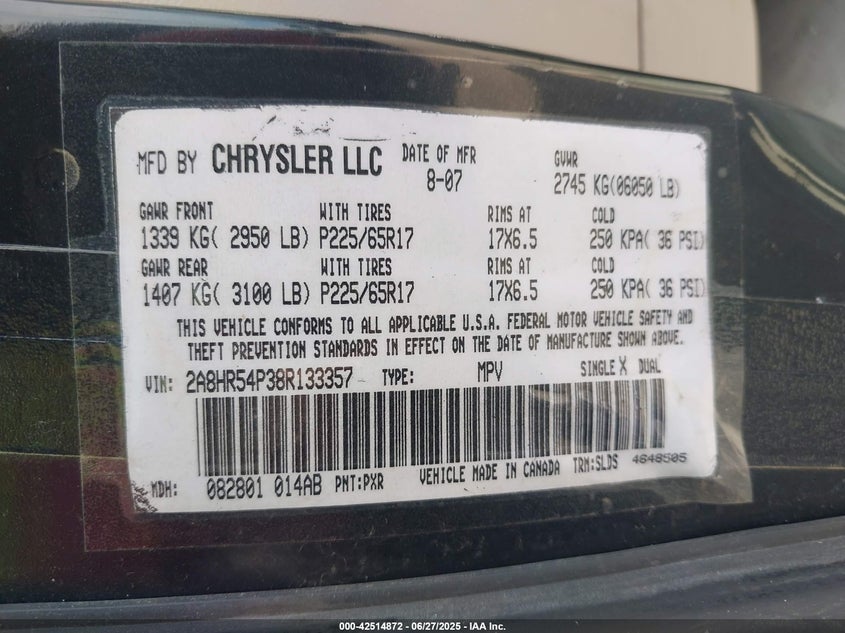 MFD BY CHRYSLER LLC DATE OF MFR 8-07 GVWR 2745 KG(06050 LB)
GAWR FRONT WITH TIRES RIMS AT COLD
1339 KG( 2950 LB) P225/65R17 17X6.5 250 KPA( 36 PSI)
GAWR REAR WITH TIRES RIMS AT COLD
1407 KG( 3100 LB) P225/65R17 17X6.5 250 KPA( 36 PSI)
THIS VEHICLE CONFORMS TO ALL APPLICABLE U.S.A. FEDERAL MOTOR VEHICLE SAFETY AND
THEFT PREVENTION STANDARDS IN EFFECT ON THE DATE OF MANUFACTURE SHOWN ABOVE.
VIN: 2A8HR54P38R133357 TYPE: MPV SINGLE X DUAL
MDH: 082801 014AB PNT:PXR VEHICLE MADE IN CANADA TRM:SLDS 4648505
000-42514872 | 06/27/2025 - IAA Inc.